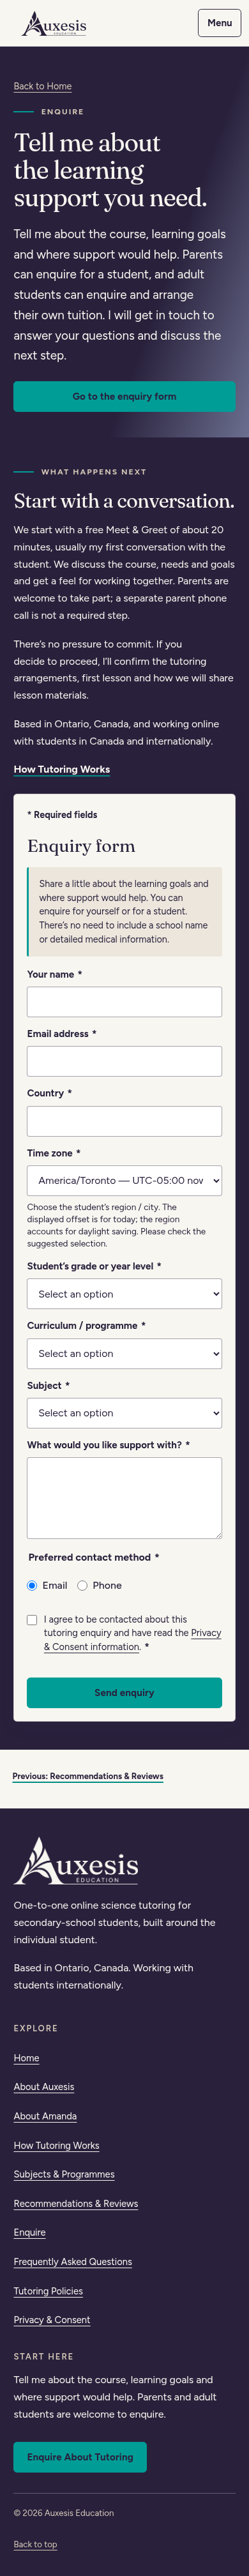 Auxesis
EDUCATION
Menu
Back to Home
ENQUIRE
Tell me about
the learning
support you need.
Tell me about the course, learning goals
and where support would help. Parents
can enquire for a student, and adult
students can enquire and arrange
their own tuition. I will get in touch to
answer your questions and discuss the
next step.
Go to the enquiry form
WHAT HAPPENS NEXT
Start with a conversation.
We start with a free Meet & Greet of about 20
minutes, usually my first conversation with the
student. We discuss the course, needs and goals
and get a feel for working together. Parents are
welcome to take part; a separate parent phone
call is not a required step.
There’s no pressure to commit. If you
decide to proceed, I’ll confirm the tutoring
arrangements, first lesson and how we will share
lesson materials.
Based in Ontario, Canada, and working online
with students in Canada and internationally.
How Tutoring Works
* Required fields
Enquiry form
Share a little about the learning goals and
where support would help. You can
enquire for yourself or for a student.
There’s no need to include a school name
or detailed medical information.
Your name *
Email address *
Country *
Time zone *
America/Toronto — UTC-05:00 now
Choose the student’s region / city. The
displayed offset is for today; the region
accounts for daylight saving. Please check the
suggested selection.
Student’s grade or year level *
Select an option
Curriculum / programme *
Select an option
Subject *
Select an option
What would you like support with? *
Preferred contact method *
Email Phone
I agree to be contacted about this
tutoring enquiry and have read the Privacy
& Consent information. *
Send enquiry
Previous: Recommendations & Reviews
Auxesis
EDUCATION
One-to-one online science tutoring for
secondary-school students, built around the
individual student.
Based in Ontario, Canada. Working with
students internationally.
EXPLORE
Home
About Auxesis
About Amanda
How Tutoring Works
Subjects & Programmes
Recommendations & Reviews
Enquire
Frequently Asked Questions
Tutoring Policies
Privacy & Consent
START HERE
Tell me about the course, learning goals and
where support would help. Parents and adult
students are welcome to enquire.
Enquire About Tutoring
© 2026 Auxesis Education
Back to top